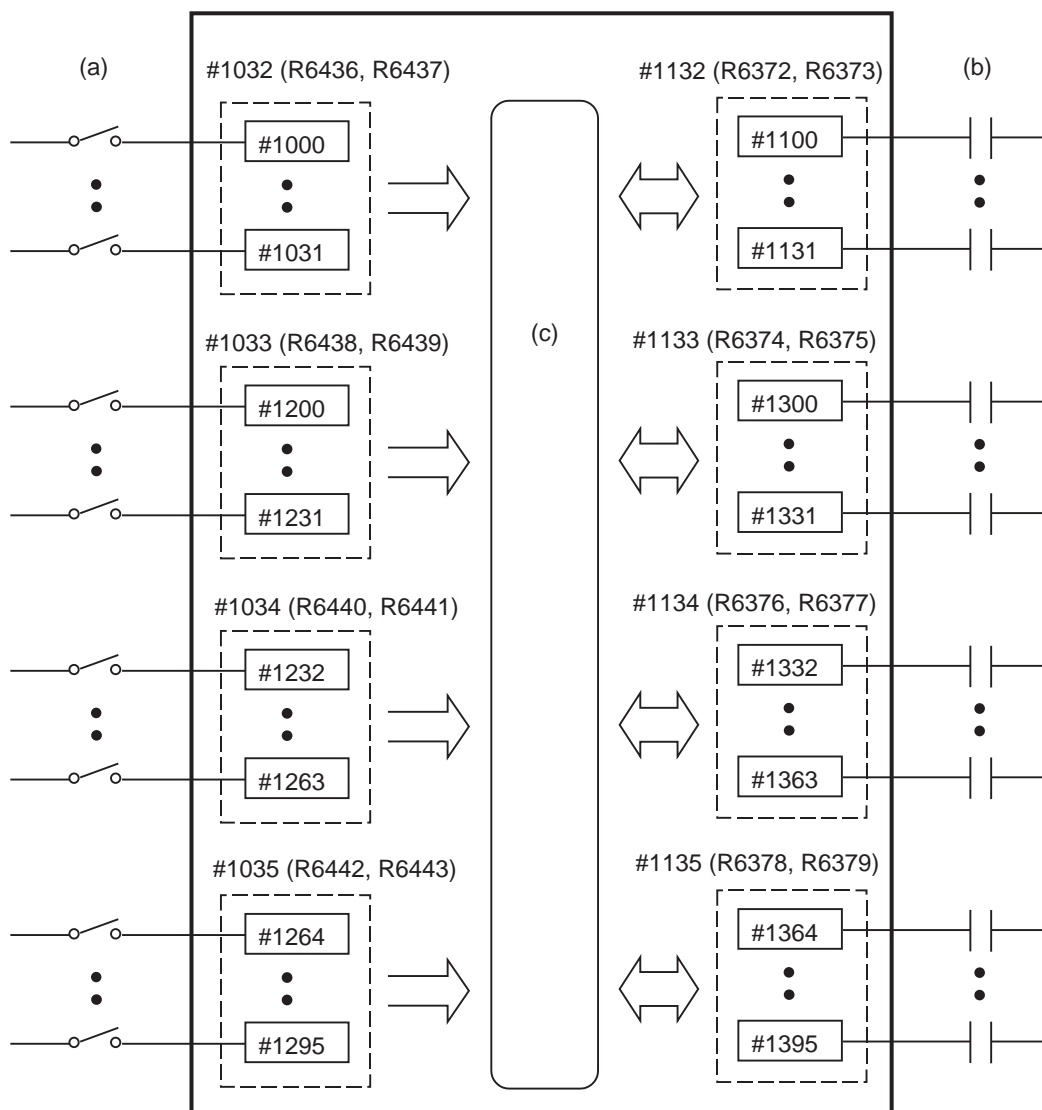 (a)
#1032 (R6436, R6437)
#1132 (R6372, R6373)
(b)
#1000
#1100
#1031
#1131
(c)
#1033 (R6438, R6439)
#1133 (R6374, R6375)
#1200
#1300
#1231
#1331
#1034 (R6440, R6441)
#1134 (R6376, R6377)
#1232
#1332
#1263
#1363
#1035 (R6442, R6443)
#1135 (R6378, R6379)
#1264
#1364
#1295
#1395